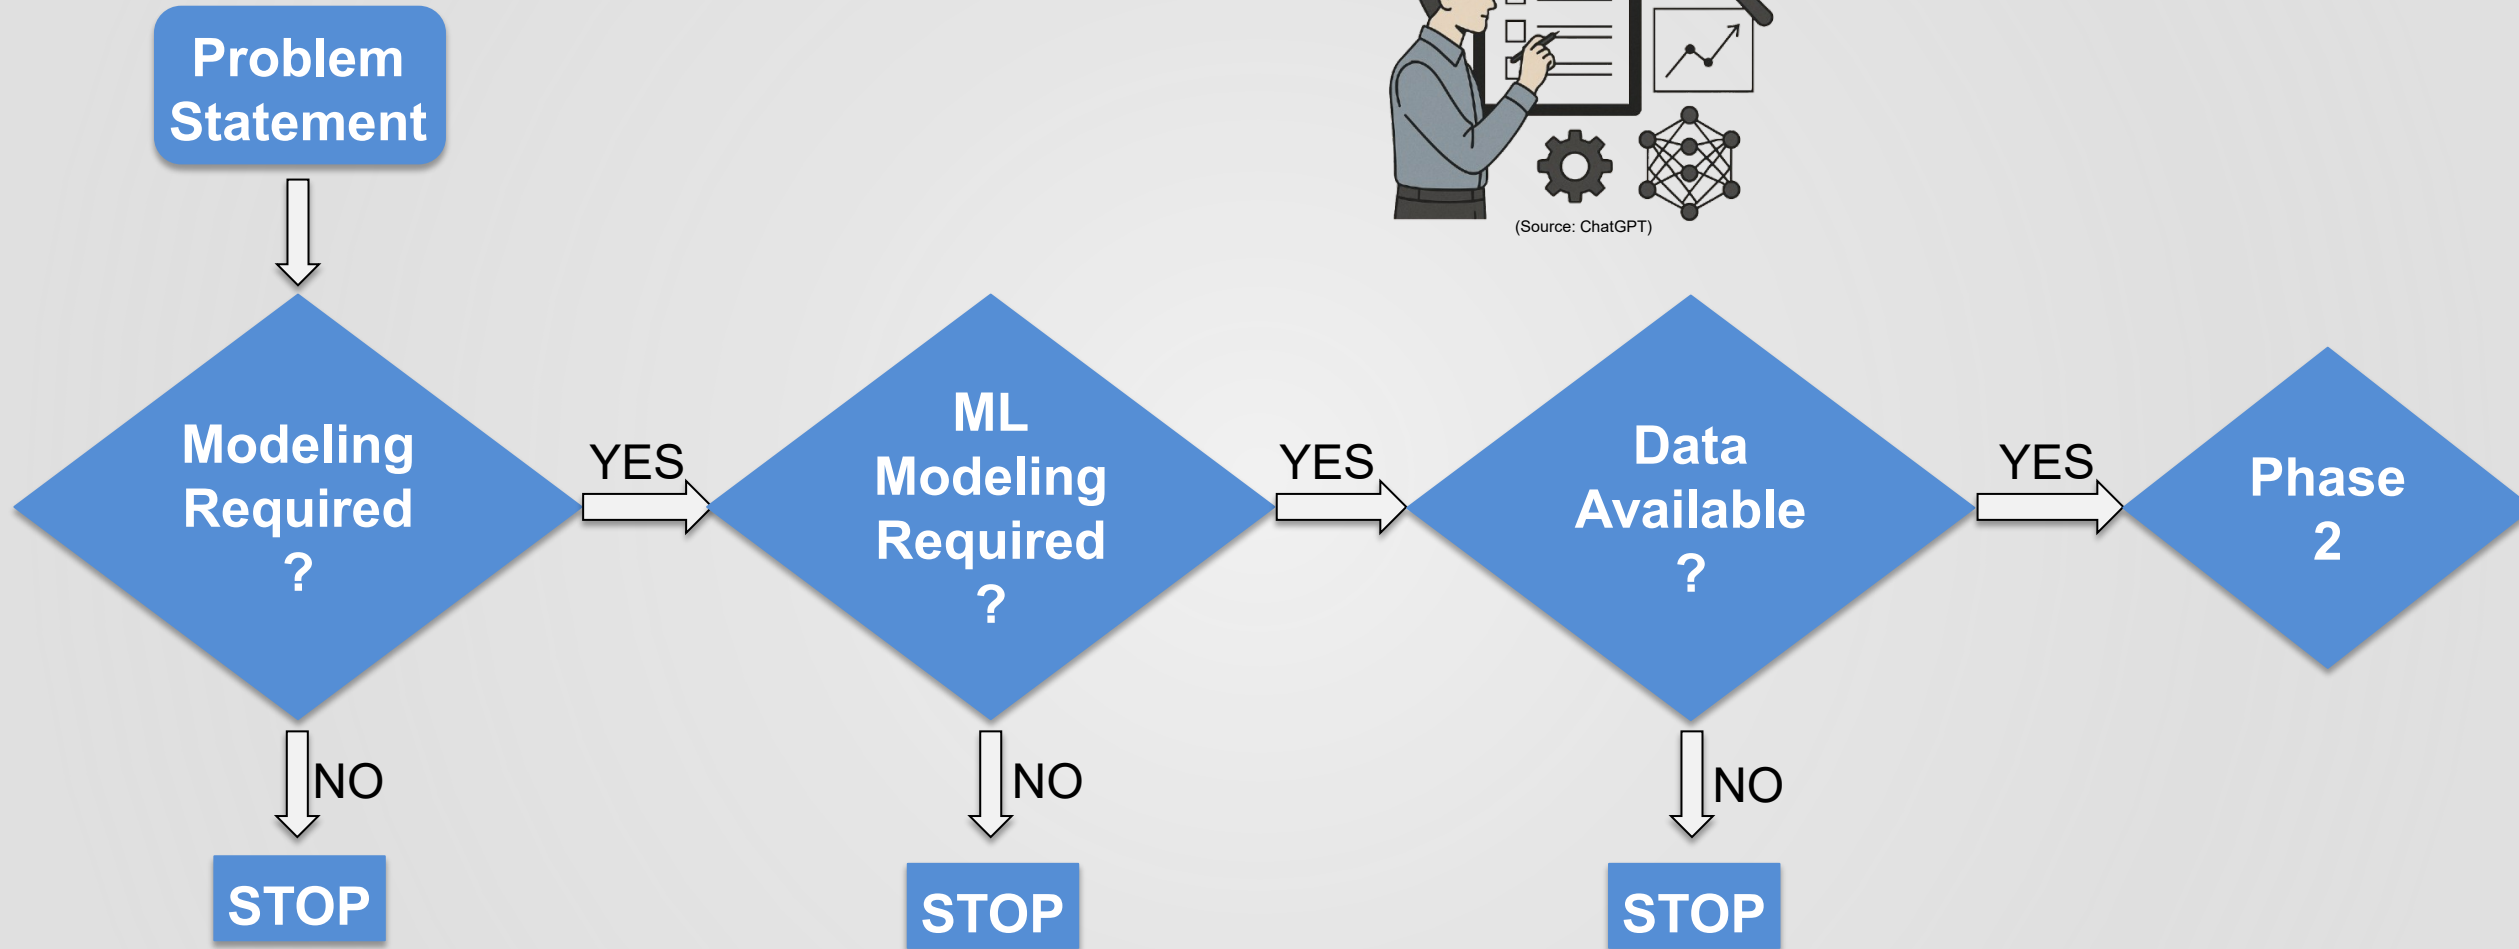 Problem
Statement
(Source: ChatGPT)
Modeling
Required
?
YES
ML
Modeling
Required
?
YES
Data
Available
?
YES
Phase
2
NO
NO
NO
STOP
STOP
STOP